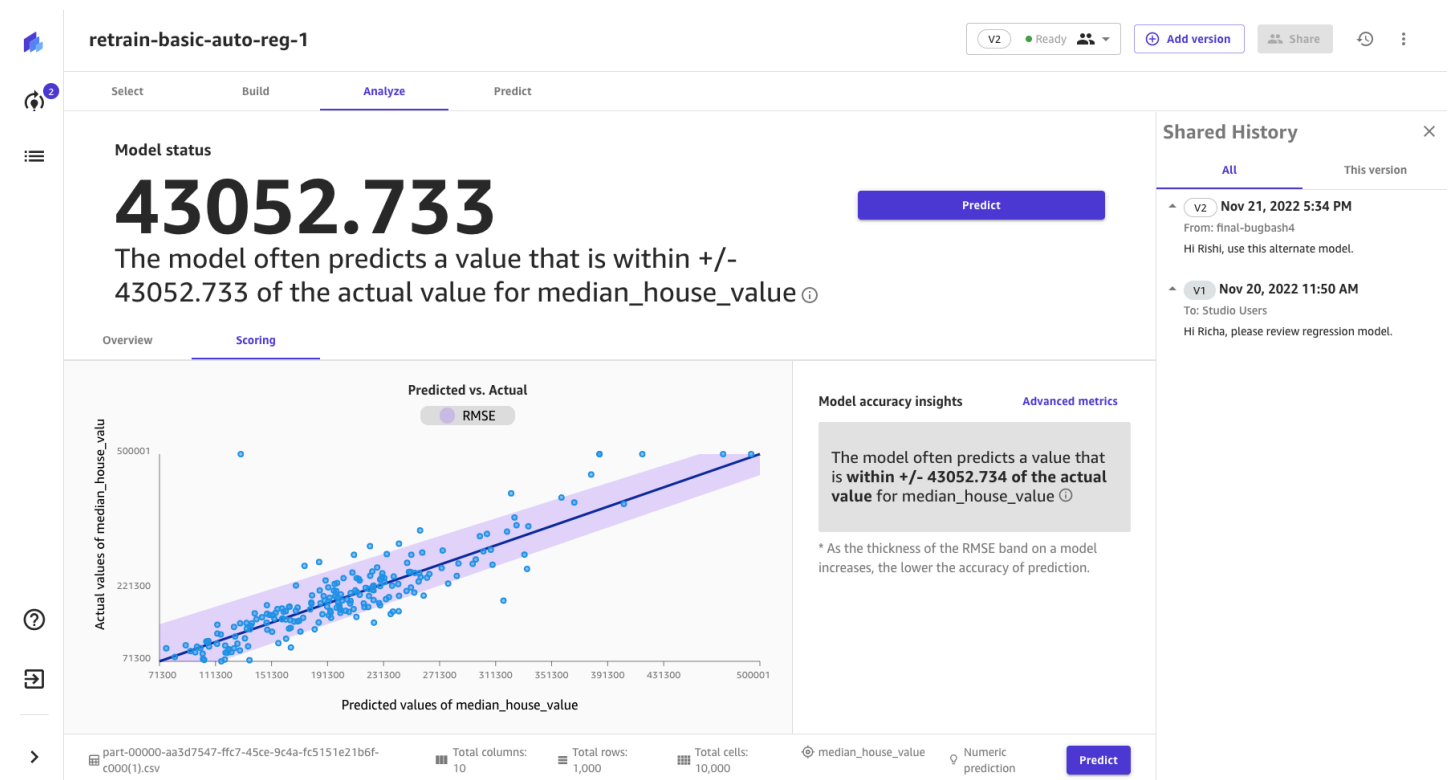 retrain-basic-auto-reg-1
V2
Ready
Add version
Share
2
Select
Build
Analyze
Predict
Model status
43052.733
The model often predicts a value that is within +/-
43052.733 of the actual value for median_house_value
Predict
Overview
Scoring
Predicted vs. Actual
RMSE
Actual values of median_house_valu
500001
221300
71300
71300
111300
151300
191300
231300
271300
311300
351300
391300
431300
500001
Predicted values of median_house_value
Model accuracy insights
Advanced metrics
The model often predicts a value that
is within +/- 43052.734 of the actual
value for median_house_value
* As the thickness of the RMSE band on a model
increases, the lower the accuracy of prediction.
Shared History
All
This version
V2 Nov 21, 2022 5:34 PM
From: final-bugbash4
Hi Rishi, use this alternate model.
V1 Nov 20, 2022 11:50 AM
To: Studio Users
Hi Richa, please review regression model.
part-00000-aa3d7547-ffc7-45ce-9c4a-fc5151e21b6f-
c000(1).csv
Total columns:
10
Total rows:
1,000
Total cells:
10,000
median_house_value
Numeric
prediction
Predict